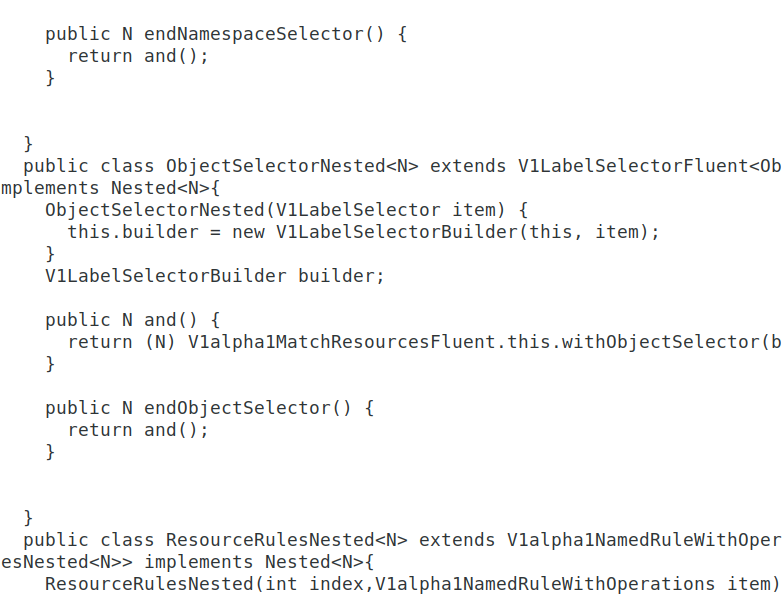 public N endNamespaceSelector() {
return and();
}
}
public class ObjectSelectorNested<N> extends V1LabelSelectorFluent<Ob
mplements Nested<N>{
ObjectSelectorNested(V1LabelSelector item) {
this.builder = new V1LabelSelectorBuilder(this, item);
}
V1LabelSelectorBuilder builder;
public N and() {
return (N) V1alpha1MatchResourcesFluent.this.withObjectSelector(b
}
public N endObjectSelector() {
return and();
}
}
public class ResourceRulesNested<N> extends V1alpha1NamedRuleWithOper
esNested<N>> implements Nested<N>{
ResourceRulesNested(int index,V1alpha1NamedRuleWithOperations item)